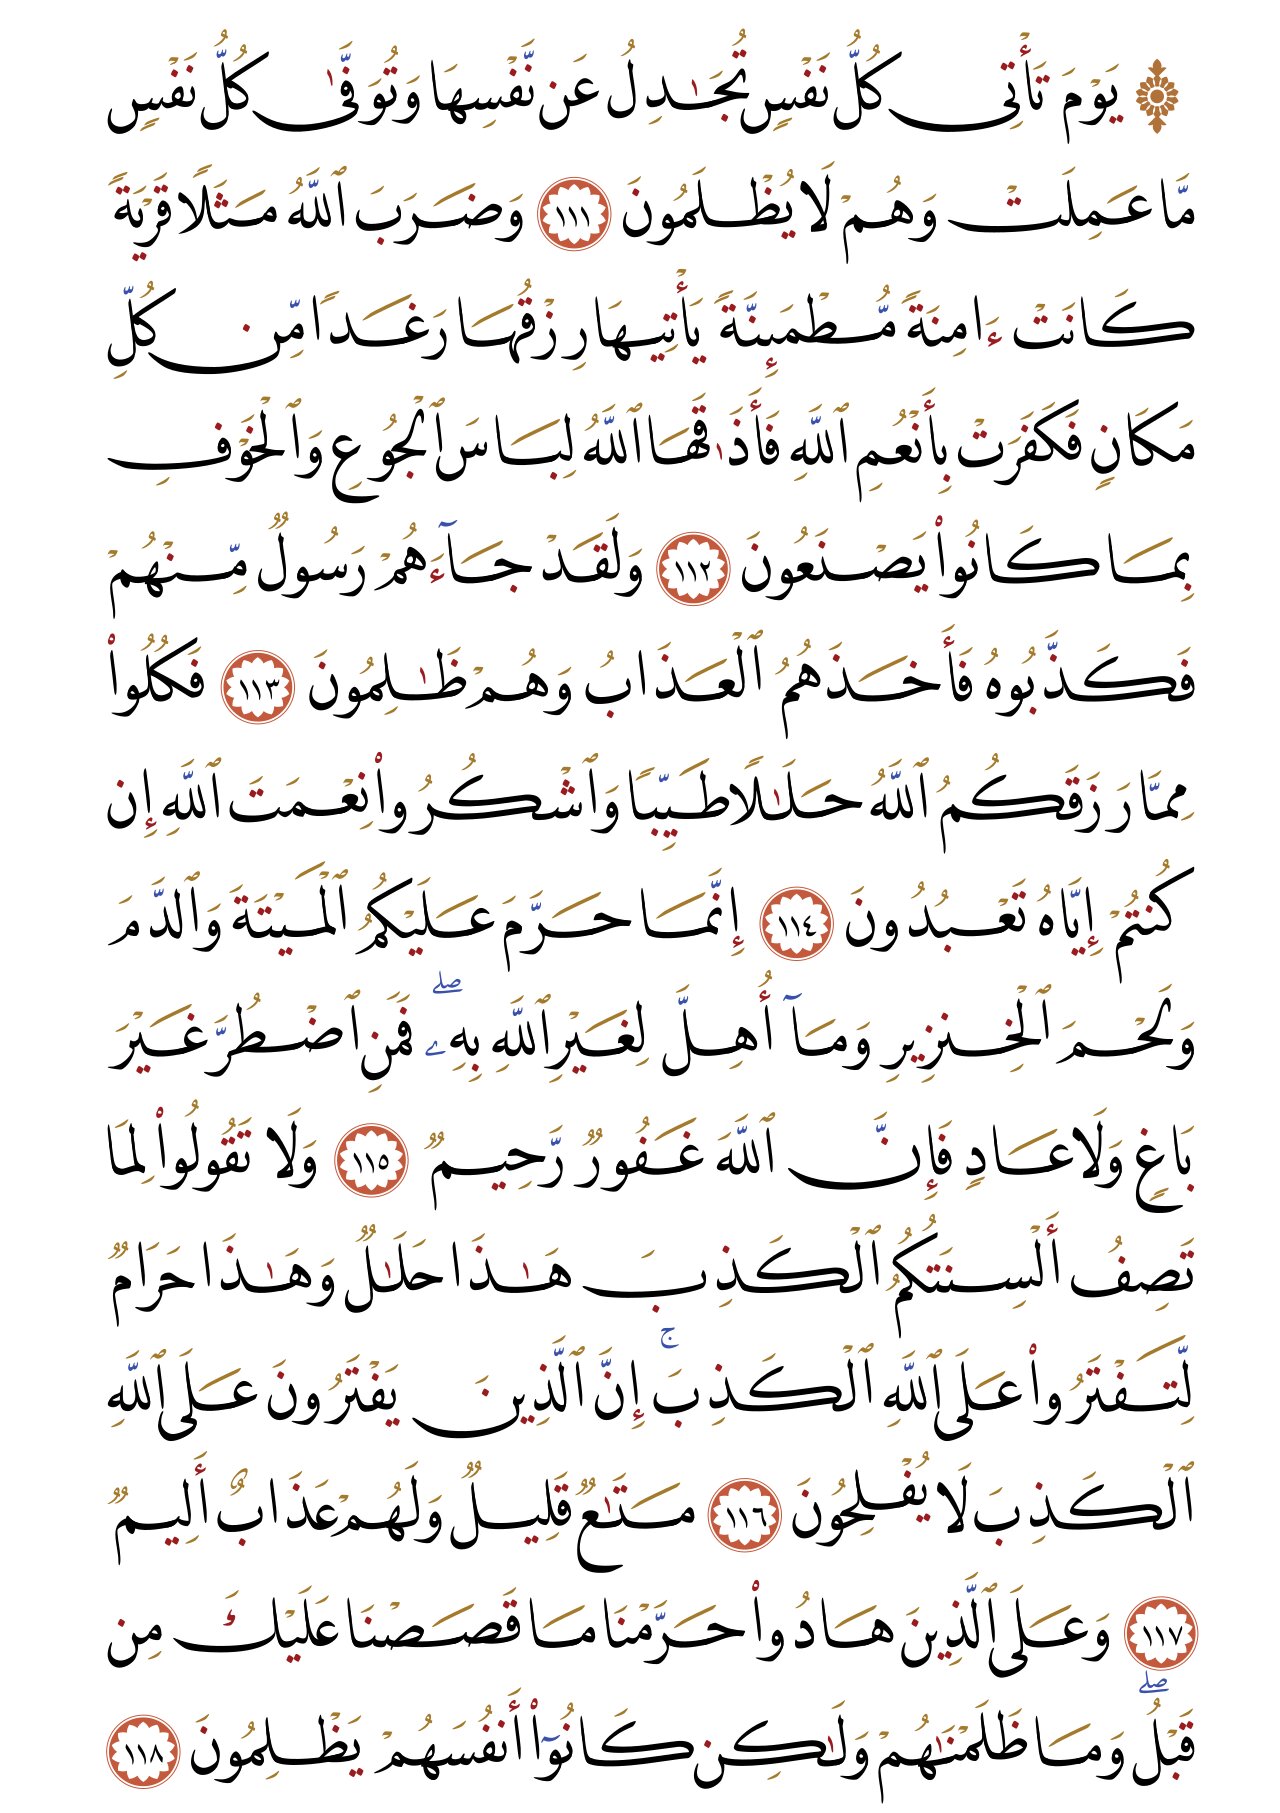 ۞ يَوْمَ تَأْتِى كُلُّ نَفْسٍ تُجَـٰدِلُ عَن نَّفْسِهَا وَتُوَفَّىٰ كُلُّ نَفْسٍ
مَّا عَمِلَتْ وَهُمْ لَا يُظْلَمُونَ ١١١ وَضَرَبَ ٱللَّهُ مَثَلًا قَرْيَةً
كَانَتْ ءَامِنَةً مُّطْمَئِنَّةً يَأْتِيهَا رِزْقُهَا رَغَدًا مِّن كُلِّ
مَكَانٍ فَكَفَرَتْ بِأَنْعُمِ ٱللَّهِ فَأَذَٰقَهَا ٱللَّهُ لِبَاسَ ٱلْجُوعِ وَٱلْخَوْفِ
بِمَا كَانُوا۟ يَصْنَعُونَ ١١٢ وَلَقَدْ جَآءَهُمْ رَسُولٌ مِّنْهُمْ
فَكَذَّبُوهُ فَأَخَذَهُمُ ٱلْعَذَابُ وَهُمْ ظَـٰلِمُونَ ١١٣ فَكُلُوا۟
مِمَّا رَزَقَكُمُ ٱللَّهُ حَلَـٰلًا طَيِّبًا وَٱشْكُرُوا۟ نِعْمَتَ ٱللَّهِ إِن
كُنتُمْ إِيَّاهُ تَعْبُدُونَ ١١٤ إِنَّمَا حَرَّمَ عَلَيْكُمُ ٱلْمَيْتَةَ وَٱلدَّمَ
وَلَحْمَ ٱلْخِنزِيرِ وَمَآ أُهِلَّ لِغَيْرِ ٱللَّهِ بِهِۦ ۖ فَمَنِ ٱضْطُرَّ غَيْرَ
بَاغٍ وَلَا عَادٍ فَإِنَّ ٱللَّهَ غَفُورٌ رَّحِيمٌ ١١٥ وَلَا تَقُولُوا۟ لِمَا
تَصِفُ أَلْسِنَتُكُمُ ٱلْكَذِبَ هَـٰذَا حَلَـٰلٌ وَهَـٰذَا حَرَامٌ
لِّتَفْتَرُوا۟ عَلَى ٱللَّهِ ٱلْكَذِبَ ۚ إِنَّ ٱلَّذِينَ يَفْتَرُونَ عَلَى ٱللَّهِ
ٱلْكَذِبَ لَا يُفْلِحُونَ ١١٦ مَتَـٰعٌ قَلِيلٌ وَلَهُمْ عَذَابٌ أَلِيمٌ
١١٧ وَعَلَى ٱلَّذِينَ هَادُوا۟ حَرَّمْنَا مَا قَصَصْنَا عَلَيْكَ مِن
قَبْلُ ۖ وَمَا ظَلَمْنَـٰهُمْ وَلَـٰكِن كَانُوٓا۟ أَنفُسَهُمْ يَظْلِمُونَ ١١٨